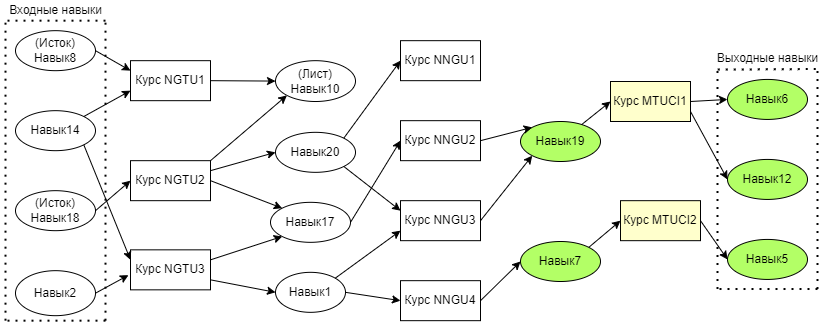 Входные навыки
Выходные навыки
(Исток)
Навык8
Навык14
(Исток)
Навык18
Навык2
Курс NGTU1
Курс NGTU2
Курс NGTU3
(Лист)
Навык10
Навык20
Навык17
Навык1
Курс NNGU1
Курс NNGU2
Курс NNGU3
Курс NNGU4
Навык19
Навык7
Курс MTUCI1
Курс MTUCI2
Навык6
Навык12
Навык5